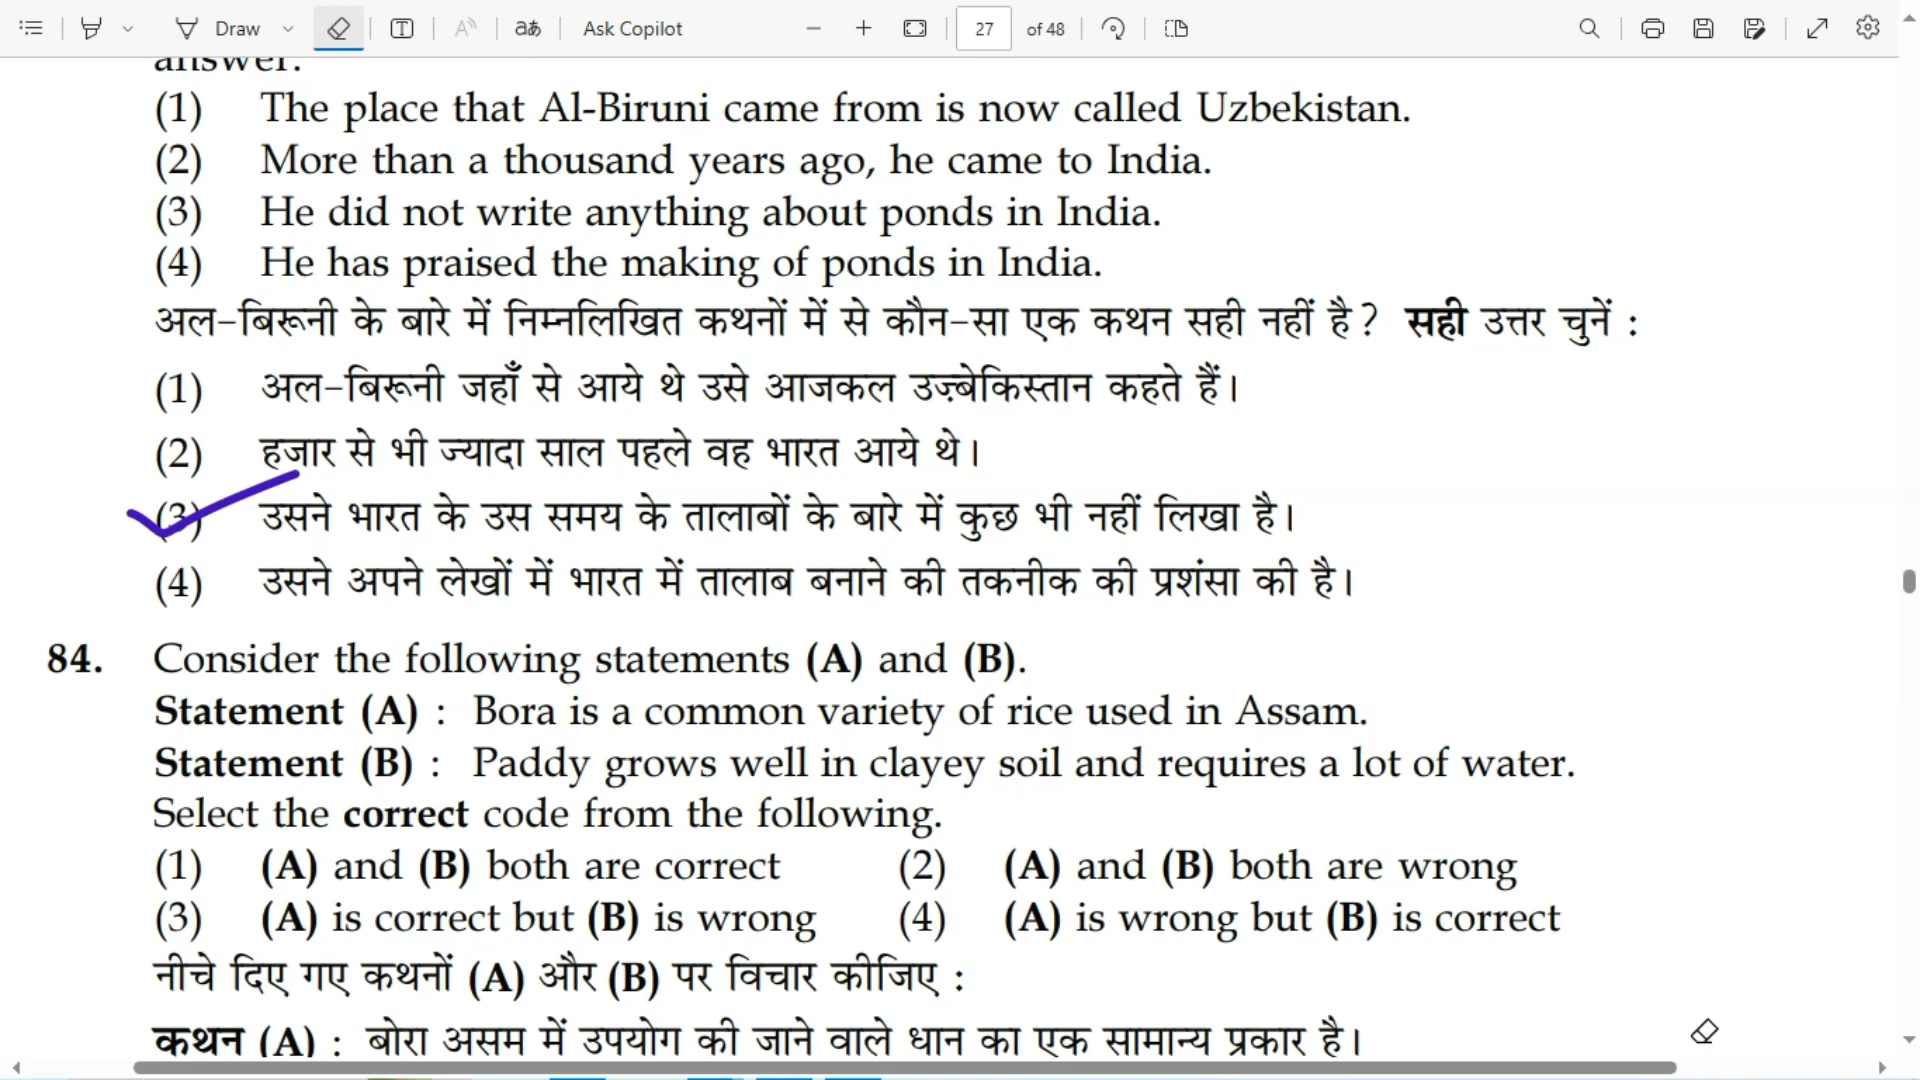 Draw
Ask Copilot
27 of 48
answer:
(1) The place that Al-Biruni came from is now called Uzbekistan.
(2) More than a thousand years ago, he came to India.
(3) He did not write anything about ponds in India.
(4) He has praised the making of ponds in India.
अल-बिरूनी के बारे में निम्नलिखित कथनों में से कौन-सा एक कथन सही नहीं है? सही उत्तर चुनें :
(1) अल-बिरूनी जहाँ से आये थे उसे आजकल उज़्बेकिस्तान कहते हैं।
(2) हजार से भी ज्यादा साल पहले वह भारत आये थे।
(3) उसने भारत के उस समय के तालाबों के बारे में कुछ भी नहीं लिखा है।
(4) उसने अपने लेखों में भारत में तालाब बनाने की तकनीक की प्रशंसा की है।
84. Consider the following statements (A) and (B).
Statement (A) : Bora is a common variety of rice used in Assam.
Statement (B) : Paddy grows well in clayey soil and requires a lot of water.
Select the correct code from the following.
(1) (A) and (B) both are correct (2) (A) and (B) both are wrong
(3) (A) is correct but (B) is wrong (4) (A) is wrong but (B) is correct
नीचे दिए गए कथनों (A) और (B) पर विचार कीजिए :
कथन (A) : बोरा असम में उपयोग की जाने वाले धान का एक सामान्य प्रकार है।